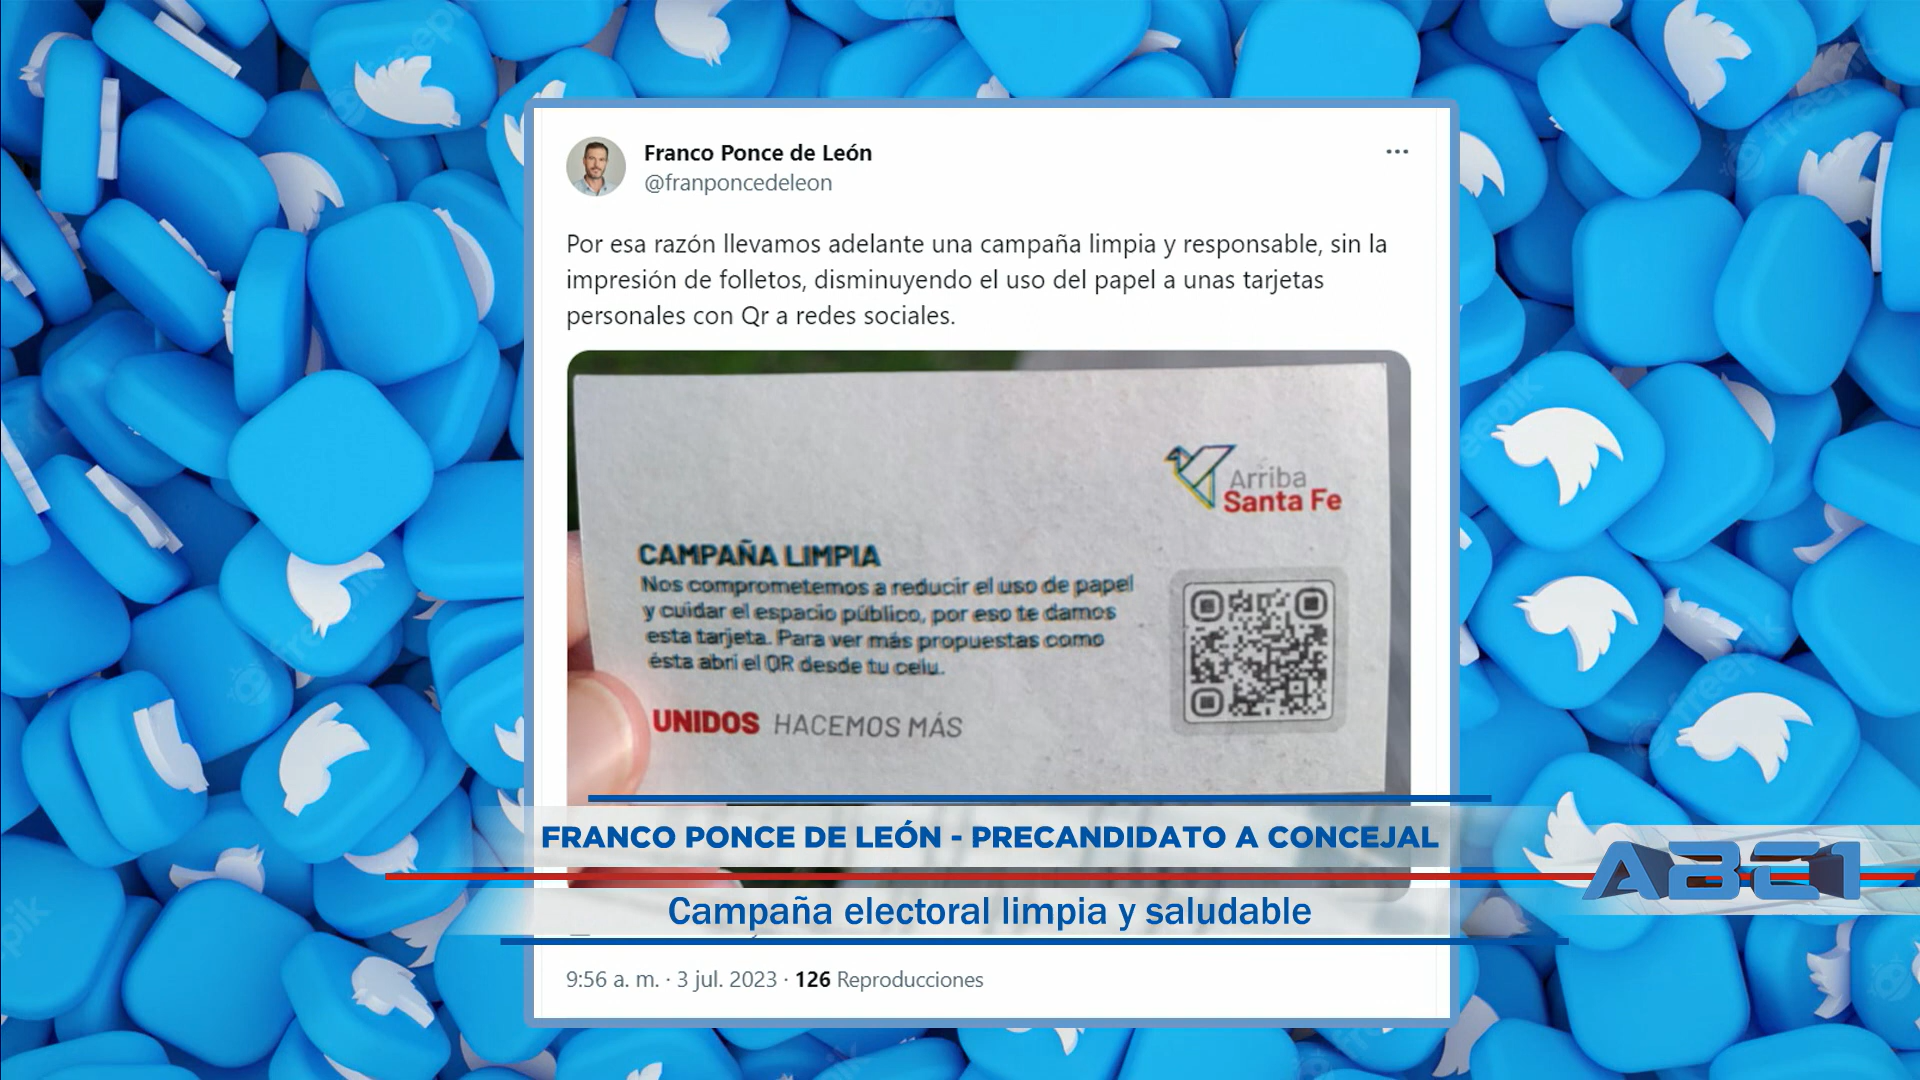 Franco Ponce de León
@franponcedeleon
Por esa razón llevamos adelante una campaña limpia y responsable, sin la
impresión de folletos, disminuyendo el uso del papel a unas tarjetas
personales con Qr a redes sociales.
Arriba
Santa Fe
CAMPAÑA LIMPIA
Nos comprometemos a reducir el uso de papel
y cuidar el espacio público, por eso te damos
esta tarjeta. Para ver más propuestas como
ésta abrí el QR desde tu celu.
UNIDOS HACEMOS MÁS
FRANCO PONCE DE LEÓN - PRECANDIDATO A CONCEJAL
ABC1
Campaña electoral limpia y saludable
9:56 a. m. · 3 jul. 2023 · 126 Reproducciones